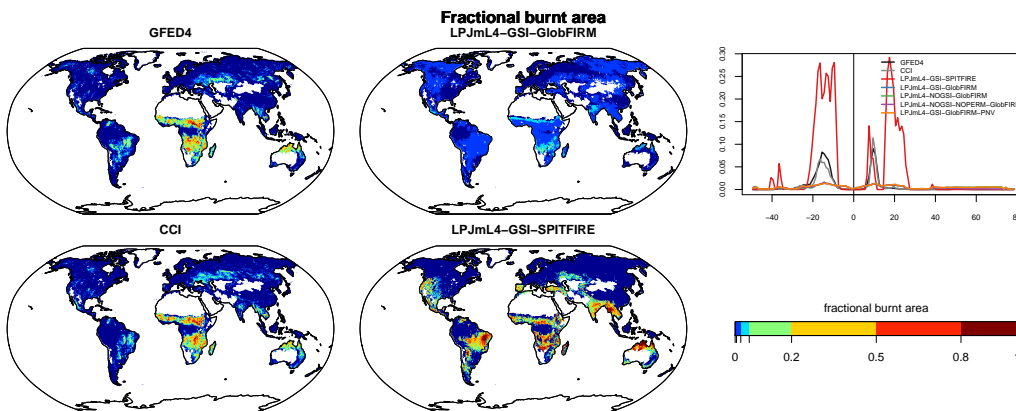 Fractional burnt area
GFED4
LPJmL4−GSI−GlobFIRM
CCI
LPJmL4−GSI−SPITFIRE
0.30
0.25
0.20
0.15
0.10
0.05
0.00
−40 −20 0 20 40 60 80
GFED4
CCI
LPJmL4−GSI−SPITFIRE
LPJmL4−GSI−GlobFIRM
LPJmL4−NOGSI−GlobFIRM
LPJmL4−NOGSI−NOPERM−GlobFIRM
LPJmL4−GSI−GlobFIRM−PNV
fractional burnt area
0 0.2 0.5 0.8 1